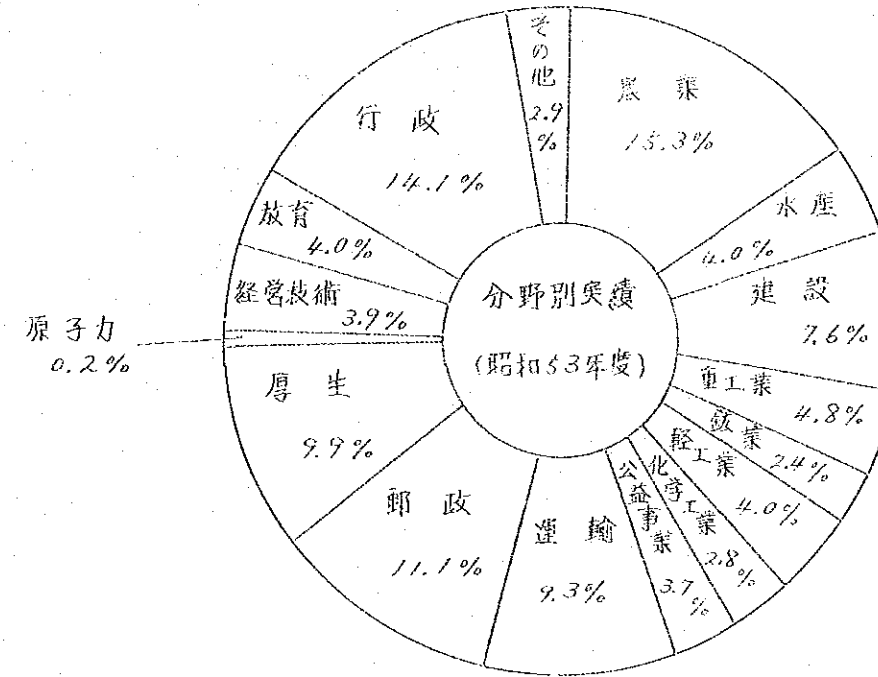 分野別実績
(昭和53年度)
農業
15.3%
水産
4.0%
建設
7.6%
重工業
4.8%
鉱業
2.4%
軽工業
4.0%
化学工業
2.8%
公益事業
3.7%
運輸
9.3%
郵政
11.1%
厚生
9.9%
原子力
0.2%
経営技術
3.9%
教育
4.0%
行政
14.1%
その他
2.9%